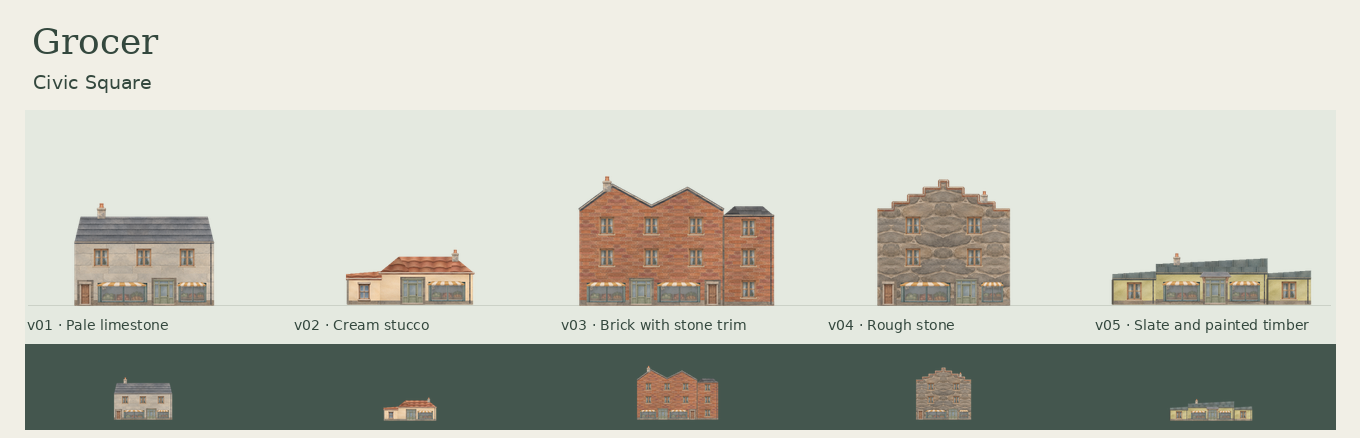 Grocer
Civic Square
v01 · Pale limestone
v02 · Cream stucco
v03 · Brick with stone trim
v04 · Rough stone
v05 · Slate and painted timber